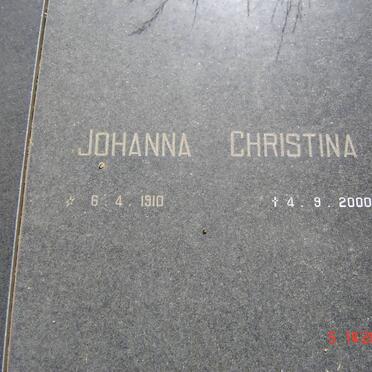 JOHANNA CHRISTINA
☆ 6 . 4 . 1910 † 4 . 9 . 2000